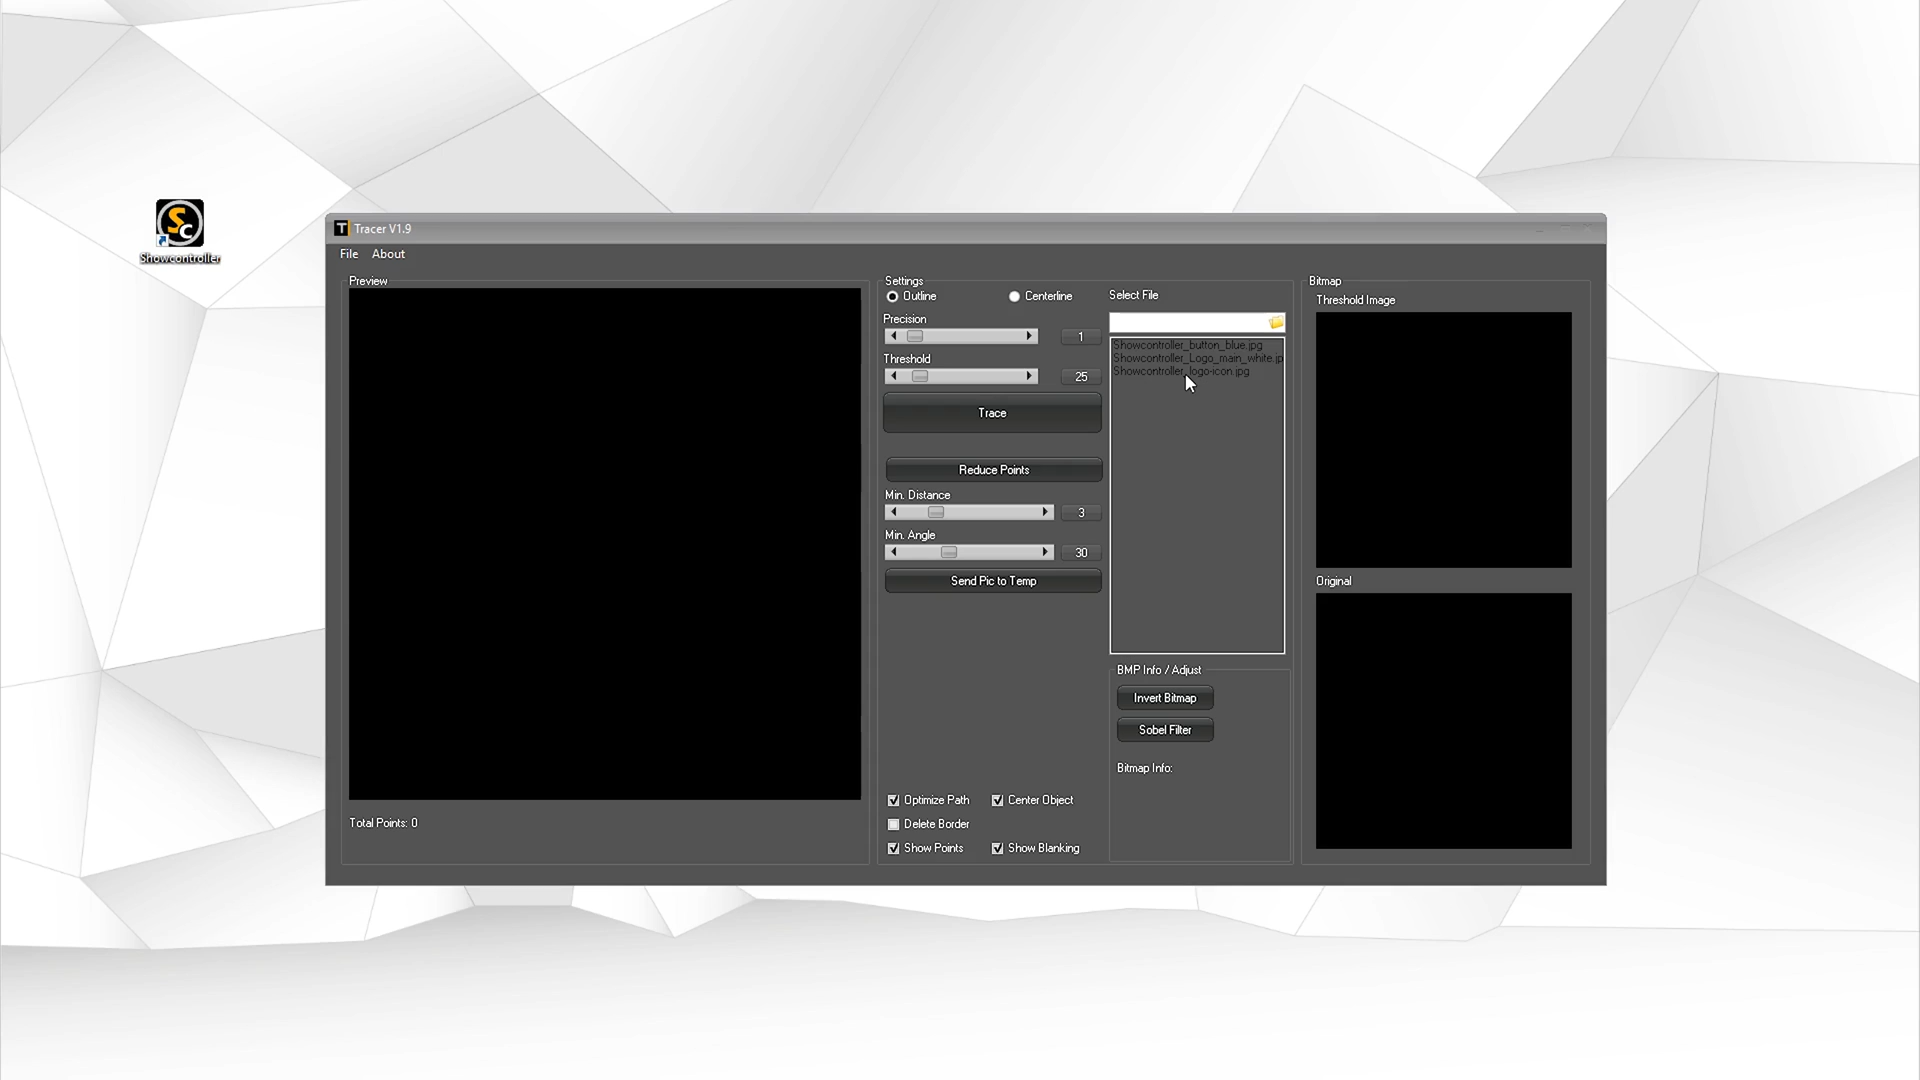 Showcontroller
Tracer V1.9
File About
Preview
Total Points: 0
Settings
Outline Centerline
Precision
1
Threshold
25
Trace
Reduce Points
Min. Distance
3
Min. Angle
30
Send Pic to Temp
Optimize Path Center Object
Delete Border
Show Points Show Blanking
Select File
Showcontroller_button_blue.jpg
Showcontroller_Logo_main_white.jp
Showcontroller_logo-icon.jpg
BMP Info / Adjust
Invert Bitmap
Sobel Filter
Bitmap Info:
Bitmap
Threshold Image
Original